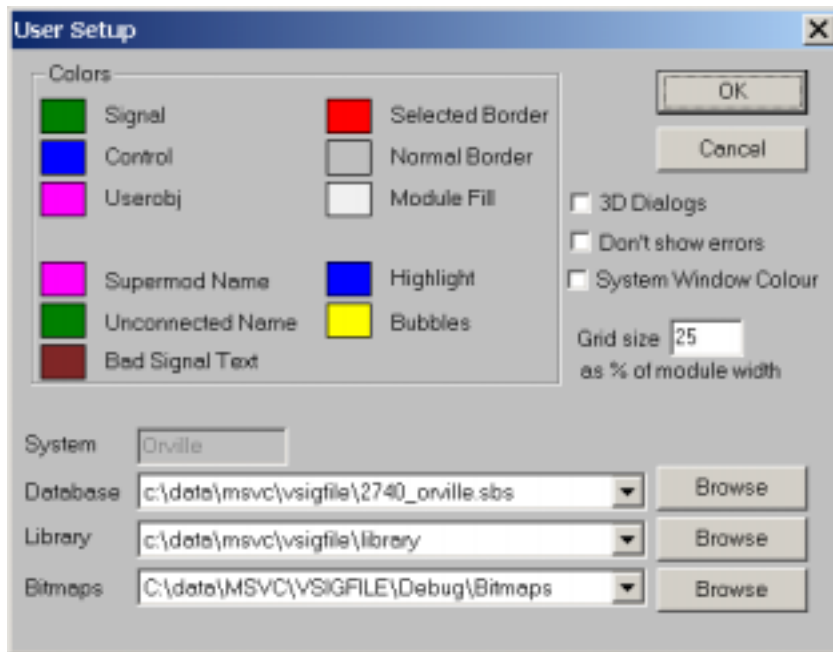 User Setup
Colors
Signal
Control
Userobj
Supermod Name
Unconnected Name
Bad Signal Text
Selected Border
Normal Border
Module Fill
Highlight
Bubbles
OK
Cancel
3D Dialogs
Don't show errors
System Window Colour
Grid size 25
as % of module width
System Orville
Database c:\data\msvc\vsigfile\2740_orville.sbs Browse
Library c:\data\msvc\vsigfile\library Browse
Bitmaps C:\data\MSVC\VSIGFILE\Debug\Bitmaps Browse